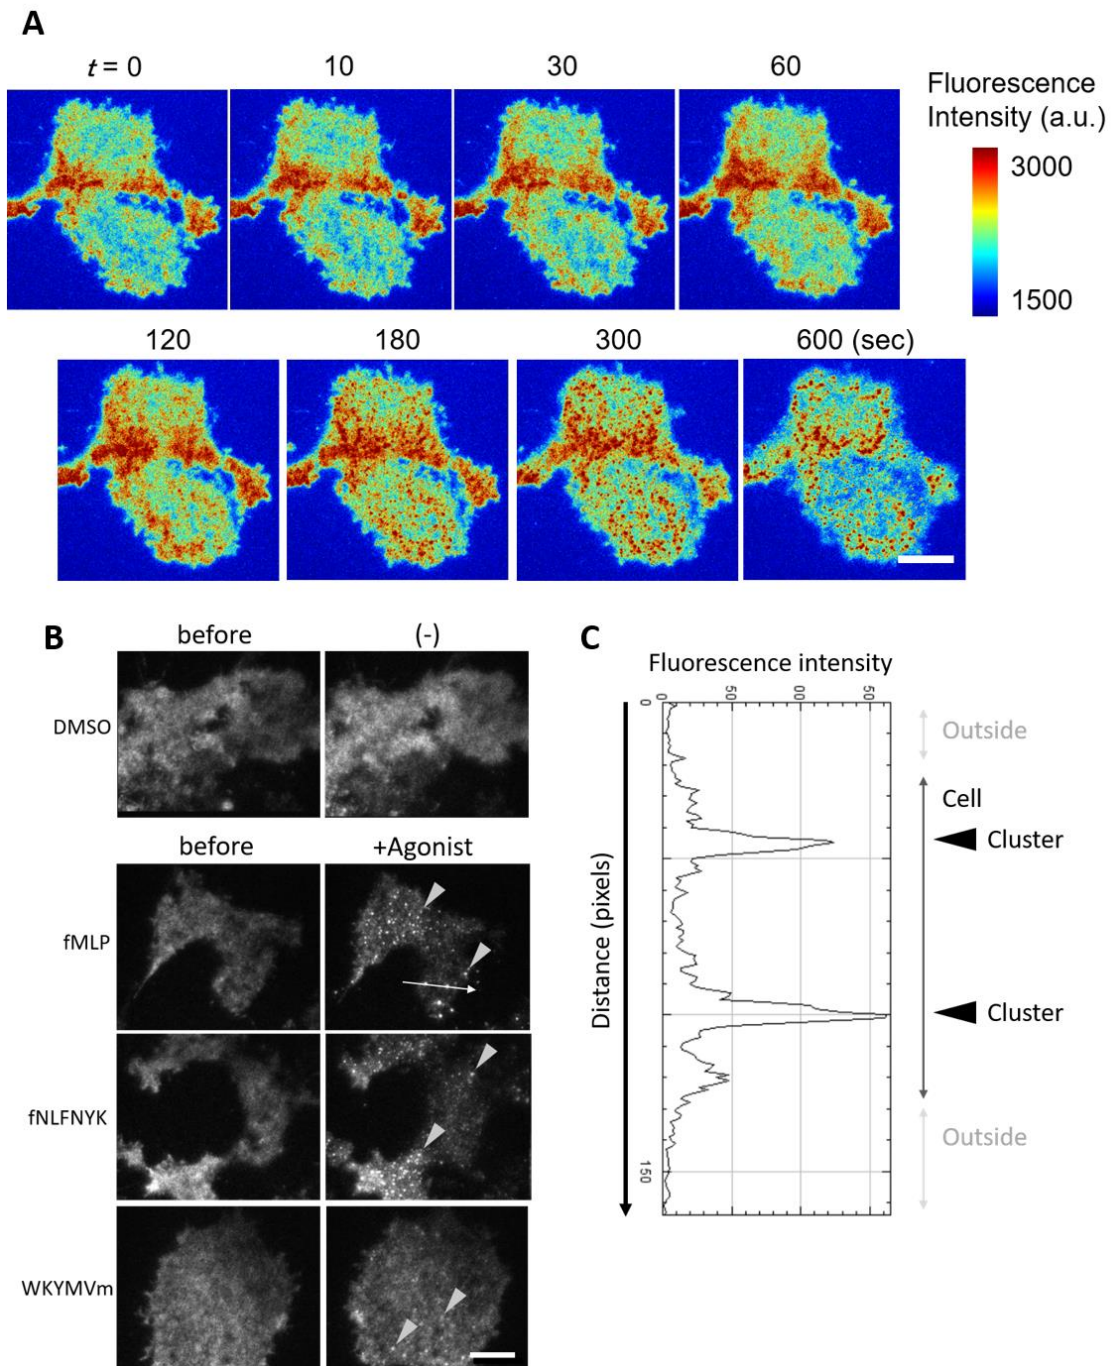 A
t = 0
10
30
60
Fluorescence
Intensity (a.u.)
3000
1500
120
180
300
600 (sec)
B
before
(-)
DMSO
before
+Agonist
fMLP
fNLFNYK
WKYMVm
C
Fluorescence intensity
0
50
00
50
0
150
Distance (pixels)
Outside
Cell
Cluster
Cluster
Outside